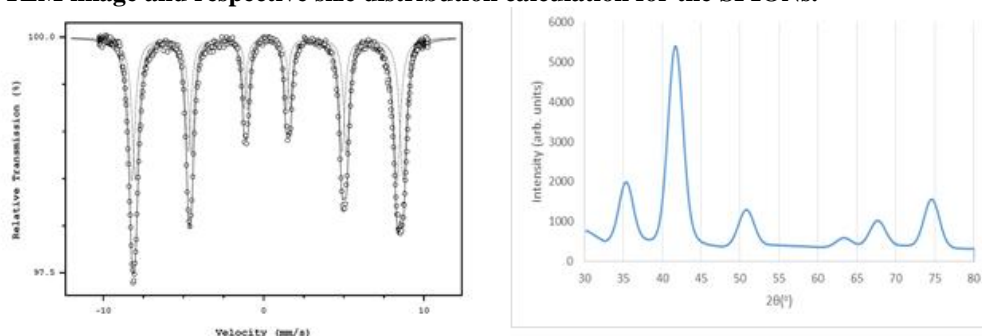 TEM image and respective size distribution calculation for the SPIONs.
100.0
97.5
Relative Transmission (%)
-10 0 10
Velocity (mm/s)
6000
5000
4000
3000
2000
1000
0
Intensity (arb. units)
30 35 40 45 50 55 60 65 70 75 80
2θ(°)